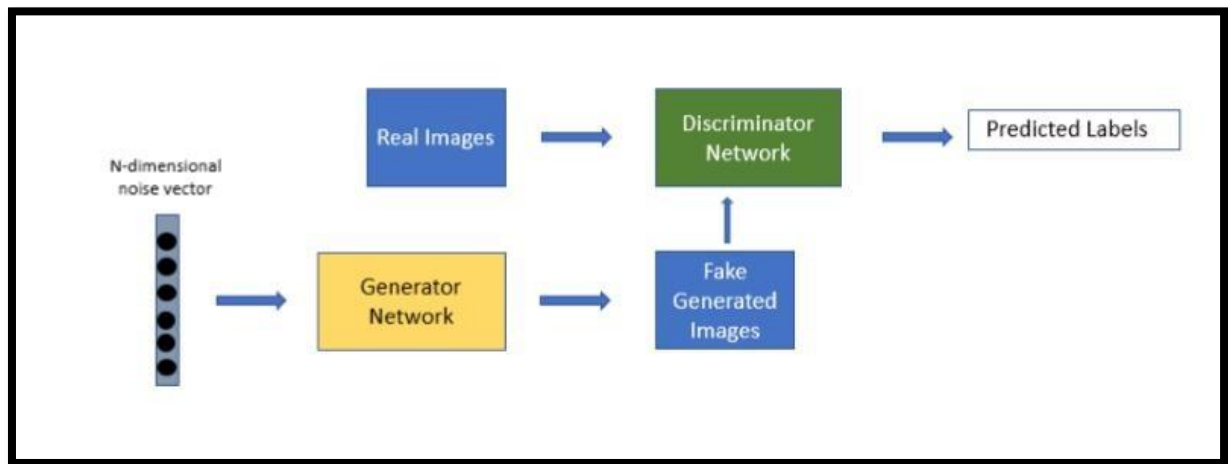 Real Images
Discriminator
Network
Predicted Labels
N-dimensional
noise vector
Generator
Network
Fake
Generated
Images